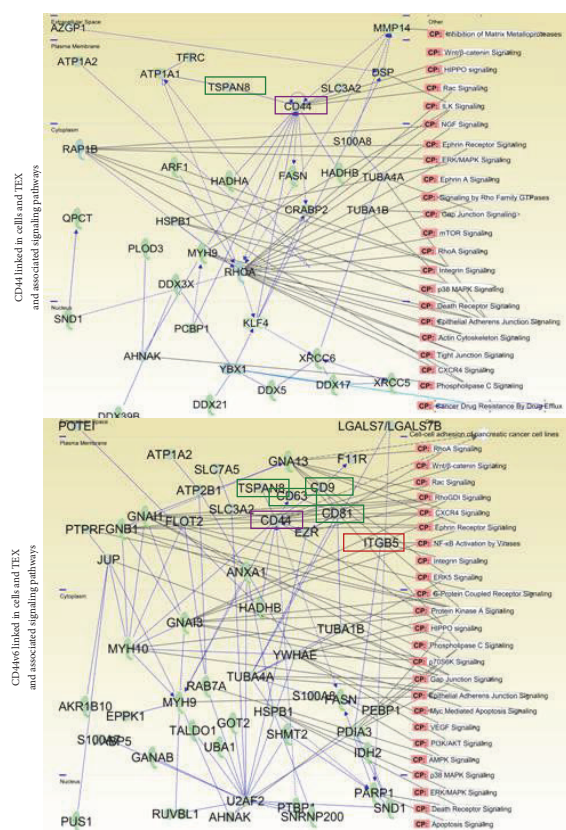 CD44 linked in cellls and TEX
and associated signaling pathways
Extracellular Space
Other
AZGP1
MMP14
Plasma Membrane
TFRC
ATP1A2
ATP1A1
DSP
TSPAN8
SLC3A2
CD44
Cytoplasm
S100A8
RAP1B
ARF1
HADHA
FASN
HADHB
TUBA4A
CRABP2
TUBA1B
QPCT
HSPB1
PLOD3
MYH9
RHOA
DDX3X
Nucleus
SND1
PCBP1
KLF4
AHNAK
XRCC6
YBX1
DDX17
XRCC5
DDX5
DDX21
DDX39B
CP: Inhibition of Matrix Metalloproteases
CP: Wnt/β-catenin Signaling
CP: HIPPO signaling
CP: Rac Signaling
CP: ILK Signaling
CP: NGF Signaling
CP: Ephrin Receptor Signaling
CP: ERK/MAPK Signaling
CP: Ephrin A Signaling
CP: Signaling by Rho Family GTPases
CP: Gap Junction Signaling
CP: mTOR Signaling
CP: RhoA Signaling
CP: Integrin Signaling
CP: p38 MAPK Signaling
CP: Death Receptor Signaling
CP: Epithelial Adherens Junction Signaling
CP: Actin Cytoskeleton Signaling
CP: Tight Junction Signaling
CP: CXCR4 Signaling
CP: Phospholipase C Signaling
CP: Cancer Drug Resistance By Drug Efflux
CD44v6 linked in cells and TEX
and associated signaling pathways
Extracellular Space
POTEI
LGALS7/LGALS7B
Plasma Membrane
ATP1A2
GNA13
F11R
SLC7A5
ATP2B1
TSPAN8
CD9
CD63
SLC3A2
GNAI1
FLOT2
CD44
CD81
PTPRF
GNB1
EZR
ITGB5
JUP
ANXA1
Cytoplasm
HADHB
GNAI3
TUBA1B
MYH10
YWHAE
TUBA4A
RAB7A
MYH9
S100A8
FASN
AKR1B10
EPPK1
HSPB1
PEBP1
GOT2
TALDO1
PDIA3
UBA1
SHMT2
IDH2
GANAB
Nucleus
U2AF2
PARP1
PTBP1
SND1
RUVBL1
AHNAK
SNRNP200
PUS1
Cell-cell adhesion of pancreatic cancer cell lines
CP: RhoA Signaling
CP: Wnt/β-catenin Signaling
CP: Rac Signaling
CP: RhoGDI Signaling
CP: CXCR4 Signaling
CP: Ephrin Receptor Signaling
CP: NF-κB Activation by Viruses
CP: Integrin Signaling
CP: ERK5 Signaling
CP: G-Protein Coupled Receptor Signaling
CP: Protein Kinase A Signaling
CP: HIPPO signaling
CP: Phospholipase C Signaling
CP: p70S6K Signaling
CP: Gap Junction Signaling
CP: Epithelial Adherens Junction Signaling
CP: Myc Mediated Apoptosis Signaling
CP: VEGF Signaling
CP: PI3K/AKT Signaling
CP: AMPK Signaling
CP: p38 MAPK Signaling
CP: ERK/MAPK Signaling
CP: Death Receptor Signaling
CP: Apoptosis Signaling